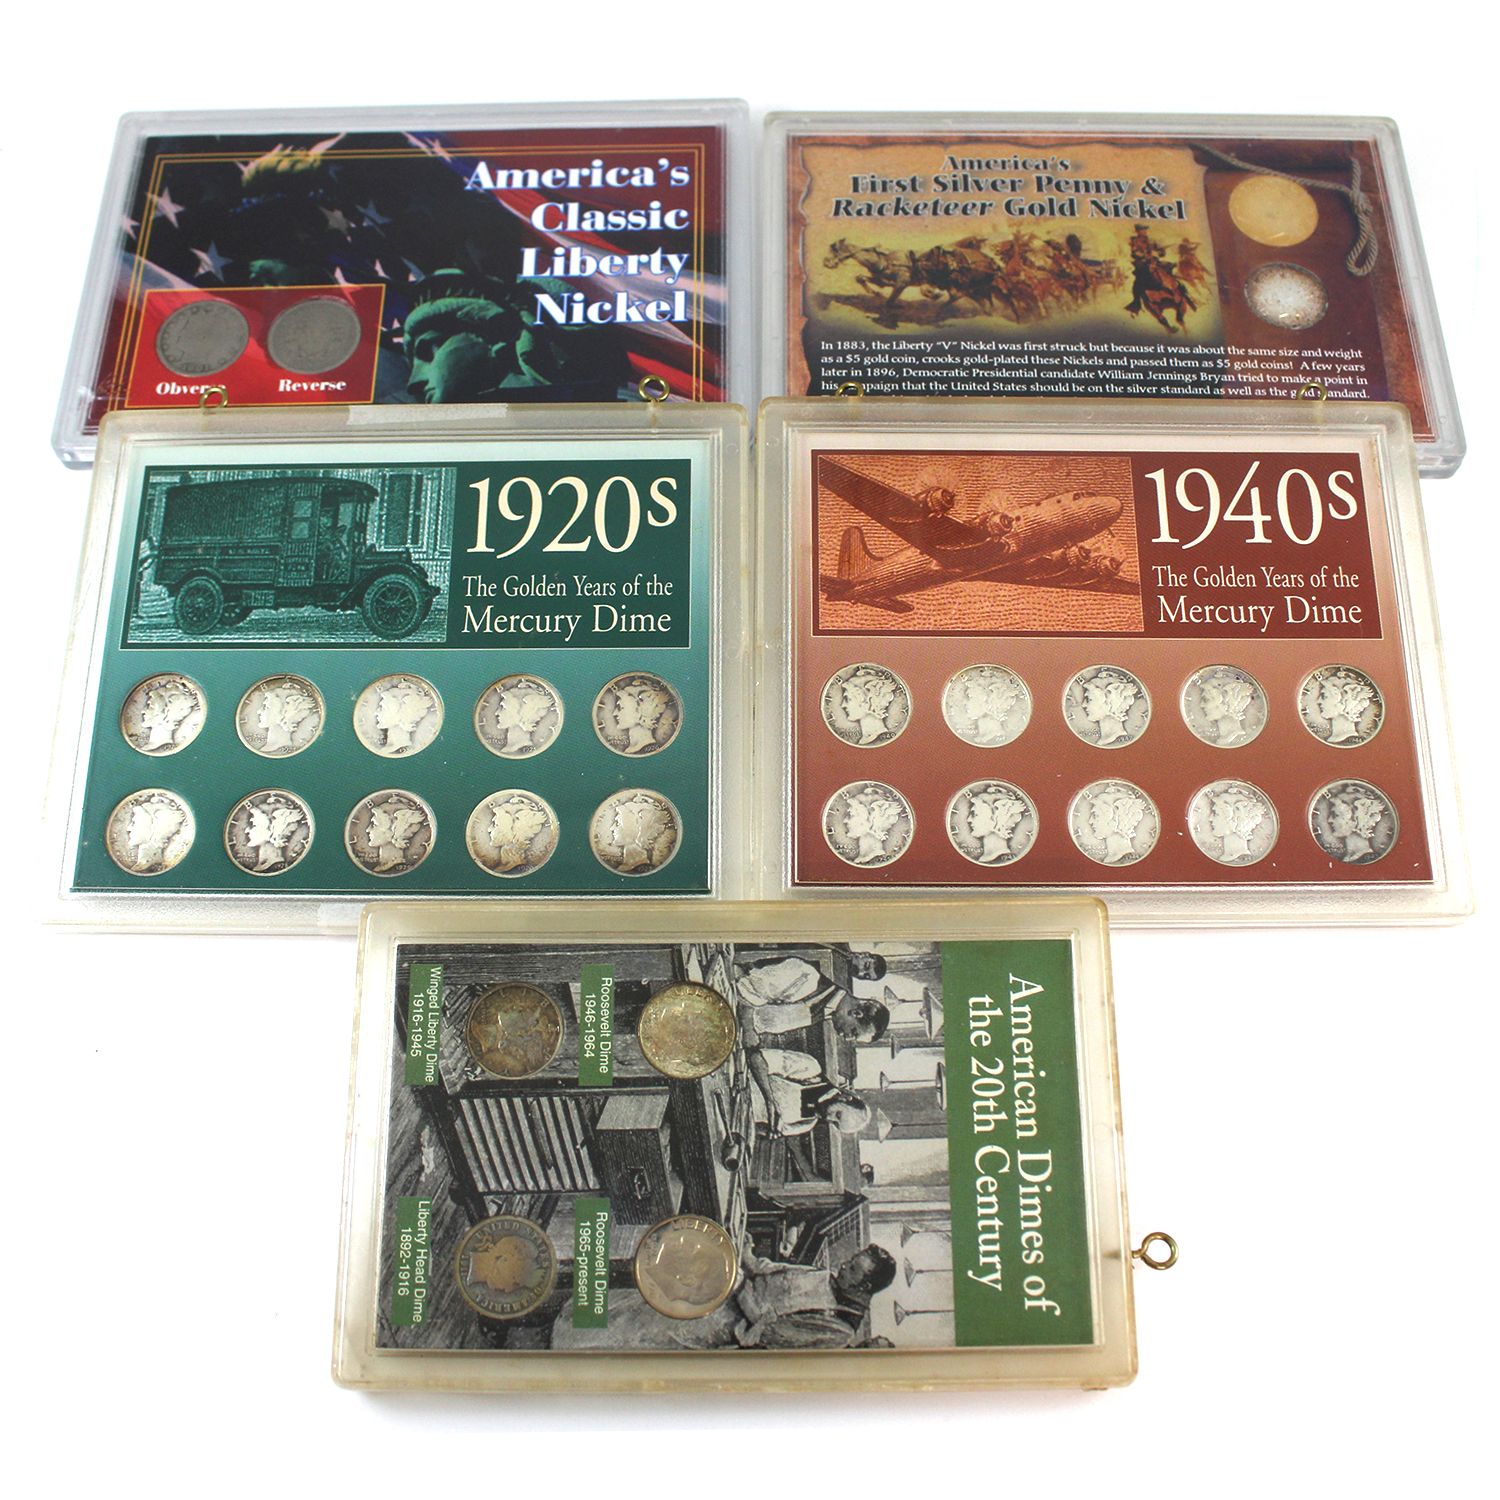 America's
Classic
Liberty
Nickel
Obverse
Reverse
America's
First Silver Penny &
Racketeer Gold Nickel
In 1883, the Liberty "V" Nickel was first struck but because it was about the same size and weight
as a $5 gold coin, crooks gold-plated these Nickels and passed them as $5 gold coins! A few years
later in 1896, Democratic Presidential candidate William Jennings Bryan tried to make a point in
his campaign that the United States should be on the silver standard as well as the gold standard.
1920s
The Golden Years of the
Mercury Dime
1940s
The Golden Years of the
Mercury Dime
American Dimes of
the 20th Century
Roosevelt Dime
1946-1964
Roosevelt Dime
1965-present
Winged Liberty Dime
1916-1945
Liberty Head Dime
1892-1916